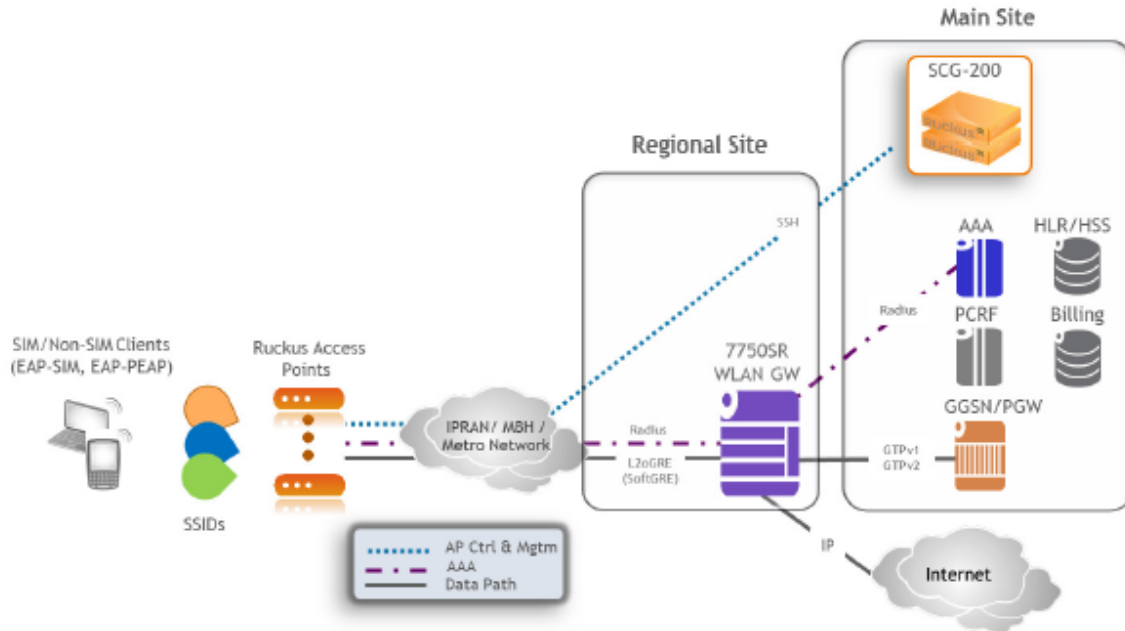 Main Site
SCG-200
RUCKUS
RUCKUS
Regional Site
SSH
AAA
HLR/HSS
Radius
PCRF
Billing
SIM/Non-SIM Clients
(EAP-SIM, EAP-PEAP)
Ruckus Access
Points
7750SR
WLAN GW
GGSN/PGW
IPRAN/ MBH /
Metro Network
Radius
L2oGRE
(SoftGRE)
GTPv1
GTPv2
SSIDs
AP Ctrl & Mgtm
AAA
Data Path
IP
Internet